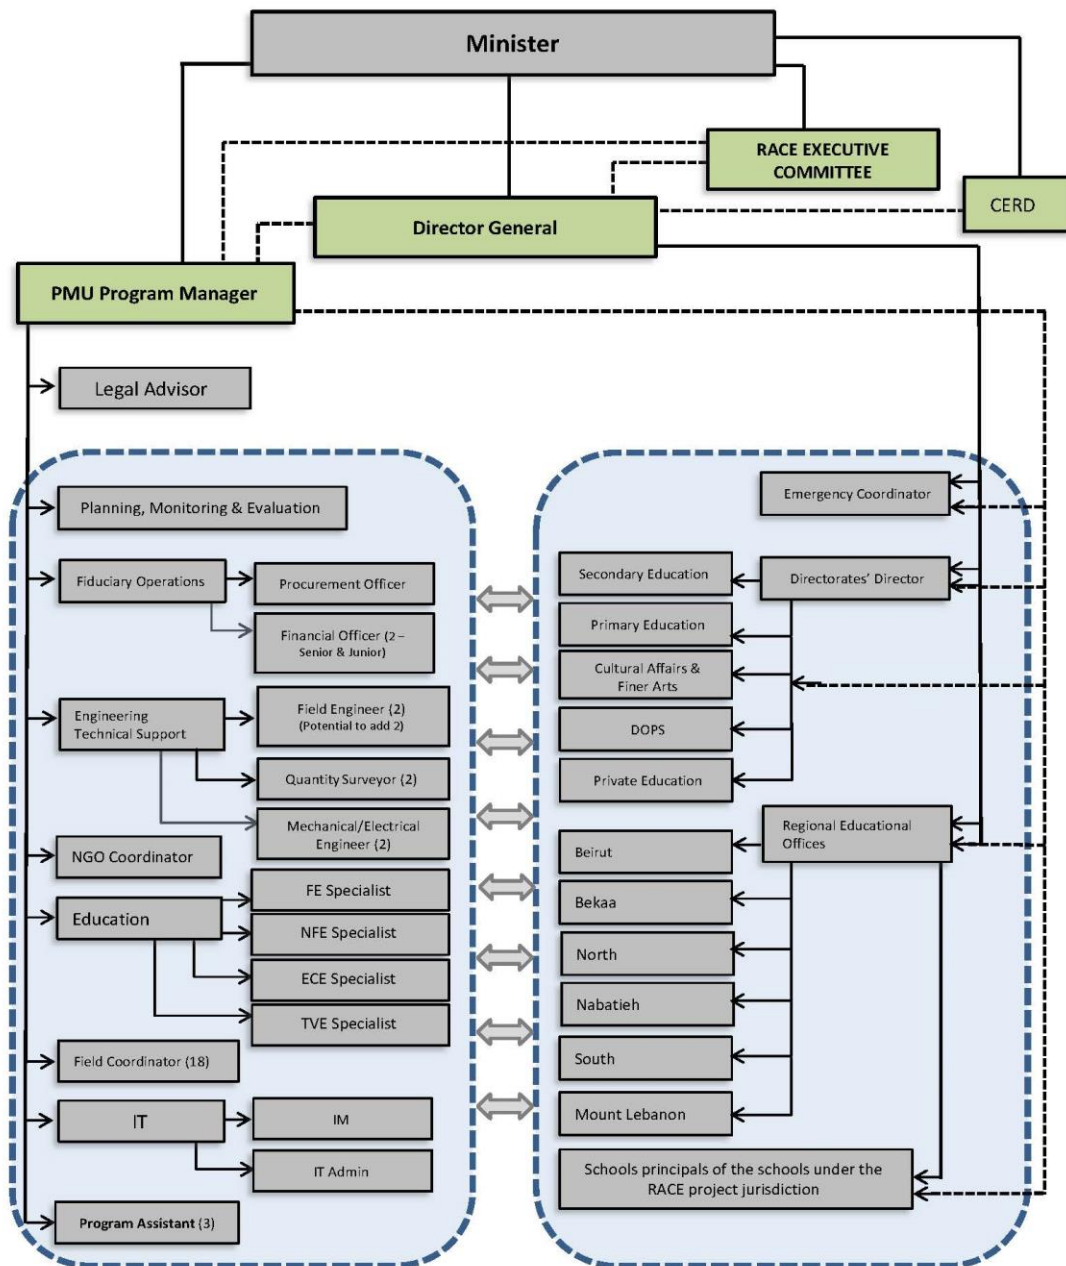 Minister
RACE EXECUTIVE
COMMITTEE
CERD
Director General
PMU Program Manager
Legal Advisor
Planning, Monitoring & Evaluation
Fiduciary Operations
Procurement Officer
Financial Officer (2 –
Senior & Junior)
Engineering
Technical Support
Field Engineer (2)
(Potential to add 2)
Quantity Surveyor (2)
Mechanical/Electrical
Engineer (2)
NGO Coordinator
Education
FE Specialist
NFE Specialist
ECE Specialist
TVE Specialist
Field Coordinator (18)
IT
IM
IT Admin
Program Assistant (3)
Emergency Coordinator
Secondary Education
Directorates’ Director
Primary Education
Cultural Affairs &
Finer Arts
DOPS
Private Education
Regional Educational
Offices
Beirut
Bekaa
North
Nabatieh
South
Mount Lebanon
Schools principals of the schools under the
RACE project jurisdiction